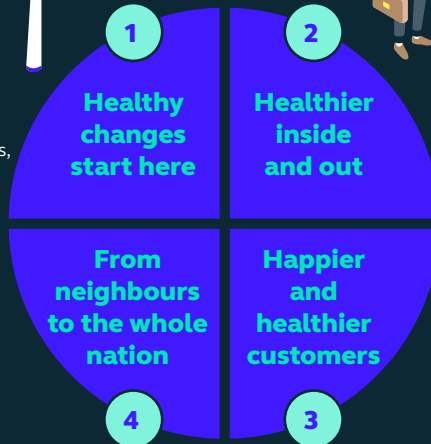 1
Healthy
changes
start here
2
Healthier
inside
and out
s,
From
neighbours
to the whole
nation
4
Happier
and
healthier
customers
3